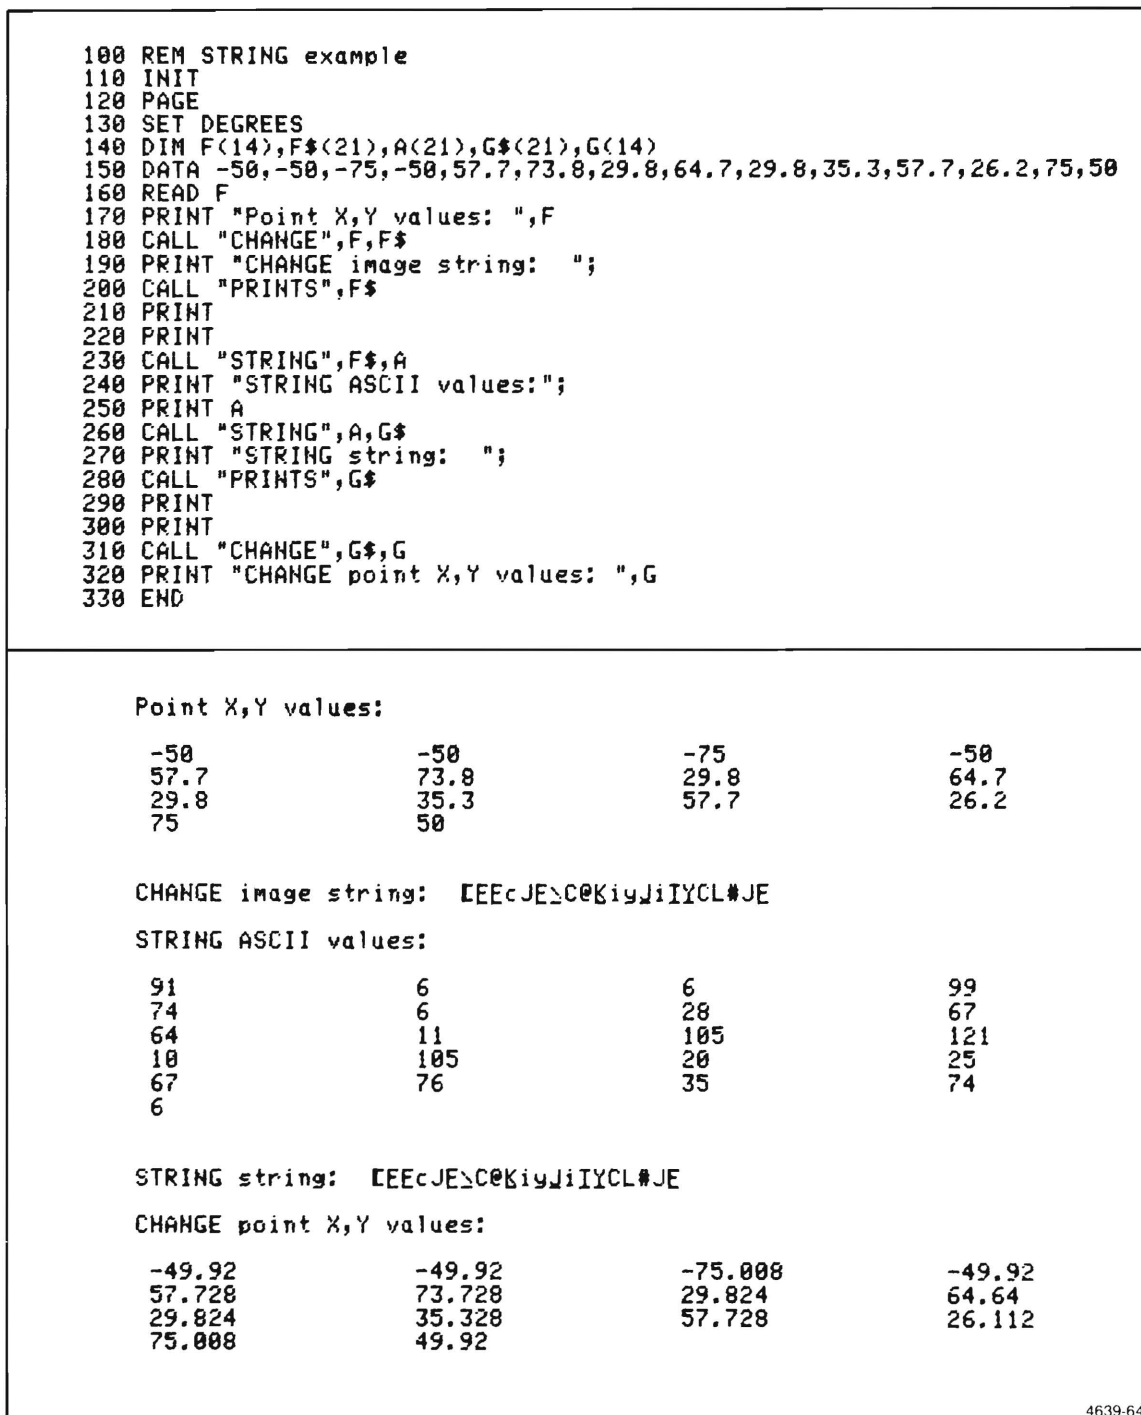 100 REM STRING example
110 INIT
120 PAGE
130 SET DEGREES
140 DIM F(14),F$(21),A(21),G$(21),G(14)
150 DATA -50,-50,-75,-50,57.7,73.8,29.8,64.7,29.8,35.3,57.7,26.2,75,50
160 READ F
170 PRINT "Point X,Y values: ",F
180 CALL "CHANGE",F,F$
190 PRINT "CHANGE image string:  ";
200 CALL "PRINTS",F$
210 PRINT
220 PRINT
230 CALL "STRING",F$,A
240 PRINT "STRING ASCII values:";
250 PRINT A
260 CALL "STRING",A,G$
270 PRINT "STRING string:  ";
280 CALL "PRINTS",G$
290 PRINT
300 PRINT
310 CALL "CHANGE",G$,G
320 PRINT "CHANGE point X,Y values: ",G
330 END
Point X,Y values:
-50 -50 -75 -50
57.7 73.8 29.8 64.7
29.8 35.3 57.7 26.2
75 50
CHANGE image string:
STRING ASCII values:
91 6 6 99
74 6 28 67
64 11 105 121
10 105 20 25
67 76 35 74
6
STRING string:
CHANGE point X,Y values:
-49.92 -49.92 -75.008 -49.92
57.728 73.728 29.824 64.64
29.824 35.328 57.728 26.112
75.008 49.92
4639-64